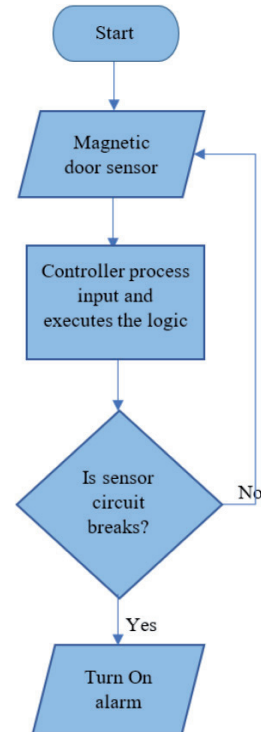 Start
Magnetic
door sensor
Controller process
input and
executes the logic
Is sensor
circuit
breaks?
No
Yes
Turn On
alarm